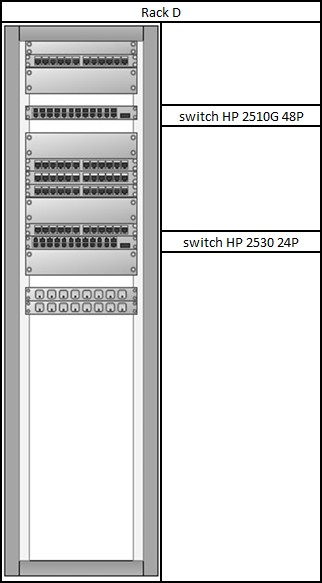 Rack D
switch HP 2510G 48P
switch HP 2530 24P